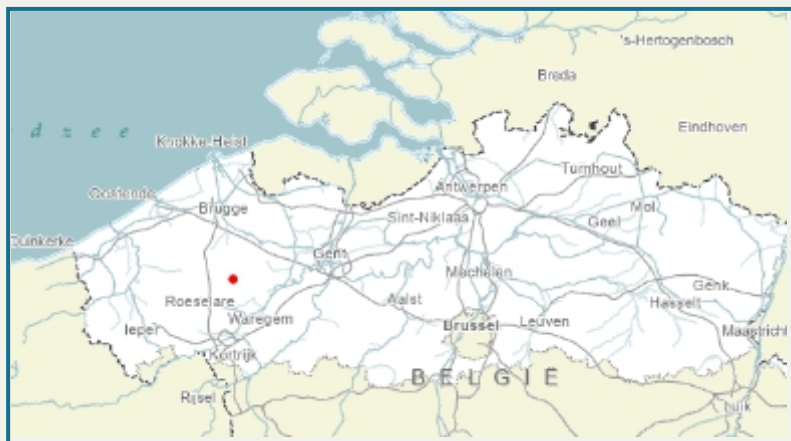 's-Hertogenbosch
Breda
Eindhoven
d z e e
Knokke-Heist
Turnhout
Oostende
Antwerpen
Brugge
Sint-Niklaas
Geel
Mol
Duinkerke
Gent
Mechelen
Genk
Roeselare
Aalst
Hasselt
Ieper
Waregem
Brussel
Leuven
Maastricht
Kortrijk
BELGIË
Rijsel
Luik